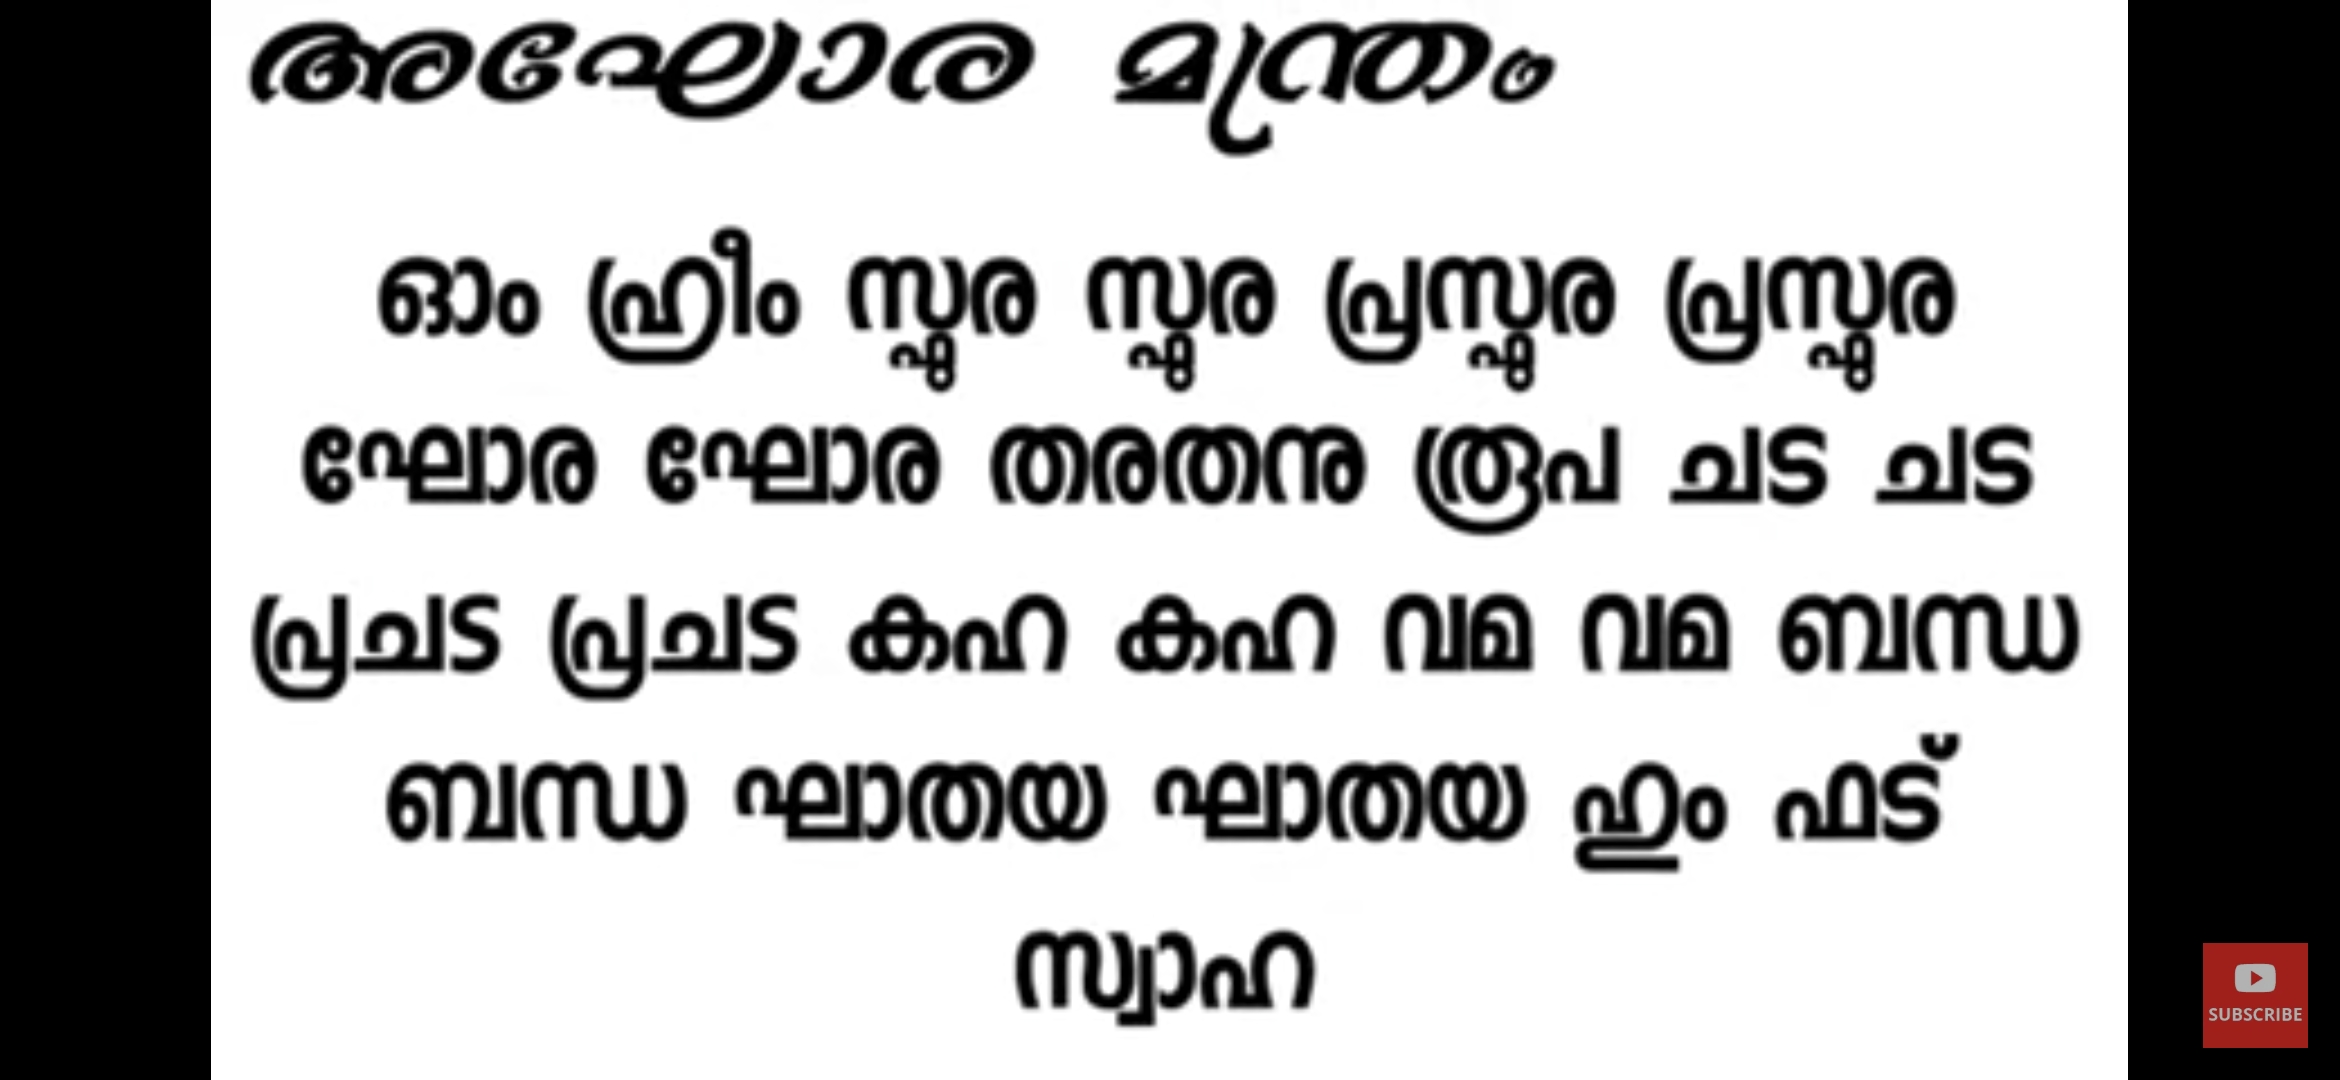 അഘോര മന്ത്രം
ഓം ഹ്രീം സ്ഫുര സ്ഫുര പ്രസ്ഫുര പ്രസ്ഫുര
ഘോര ഘോര തരതനു രൂപ ചട ചട
പ്രചട പ്രചട കഹ കഹ വമ വമ ബന്ധ
ബന്ധ ഘാതയ ഘാതയ ഹും ഫട്
സ്വാഹ
SUBSCRIBE